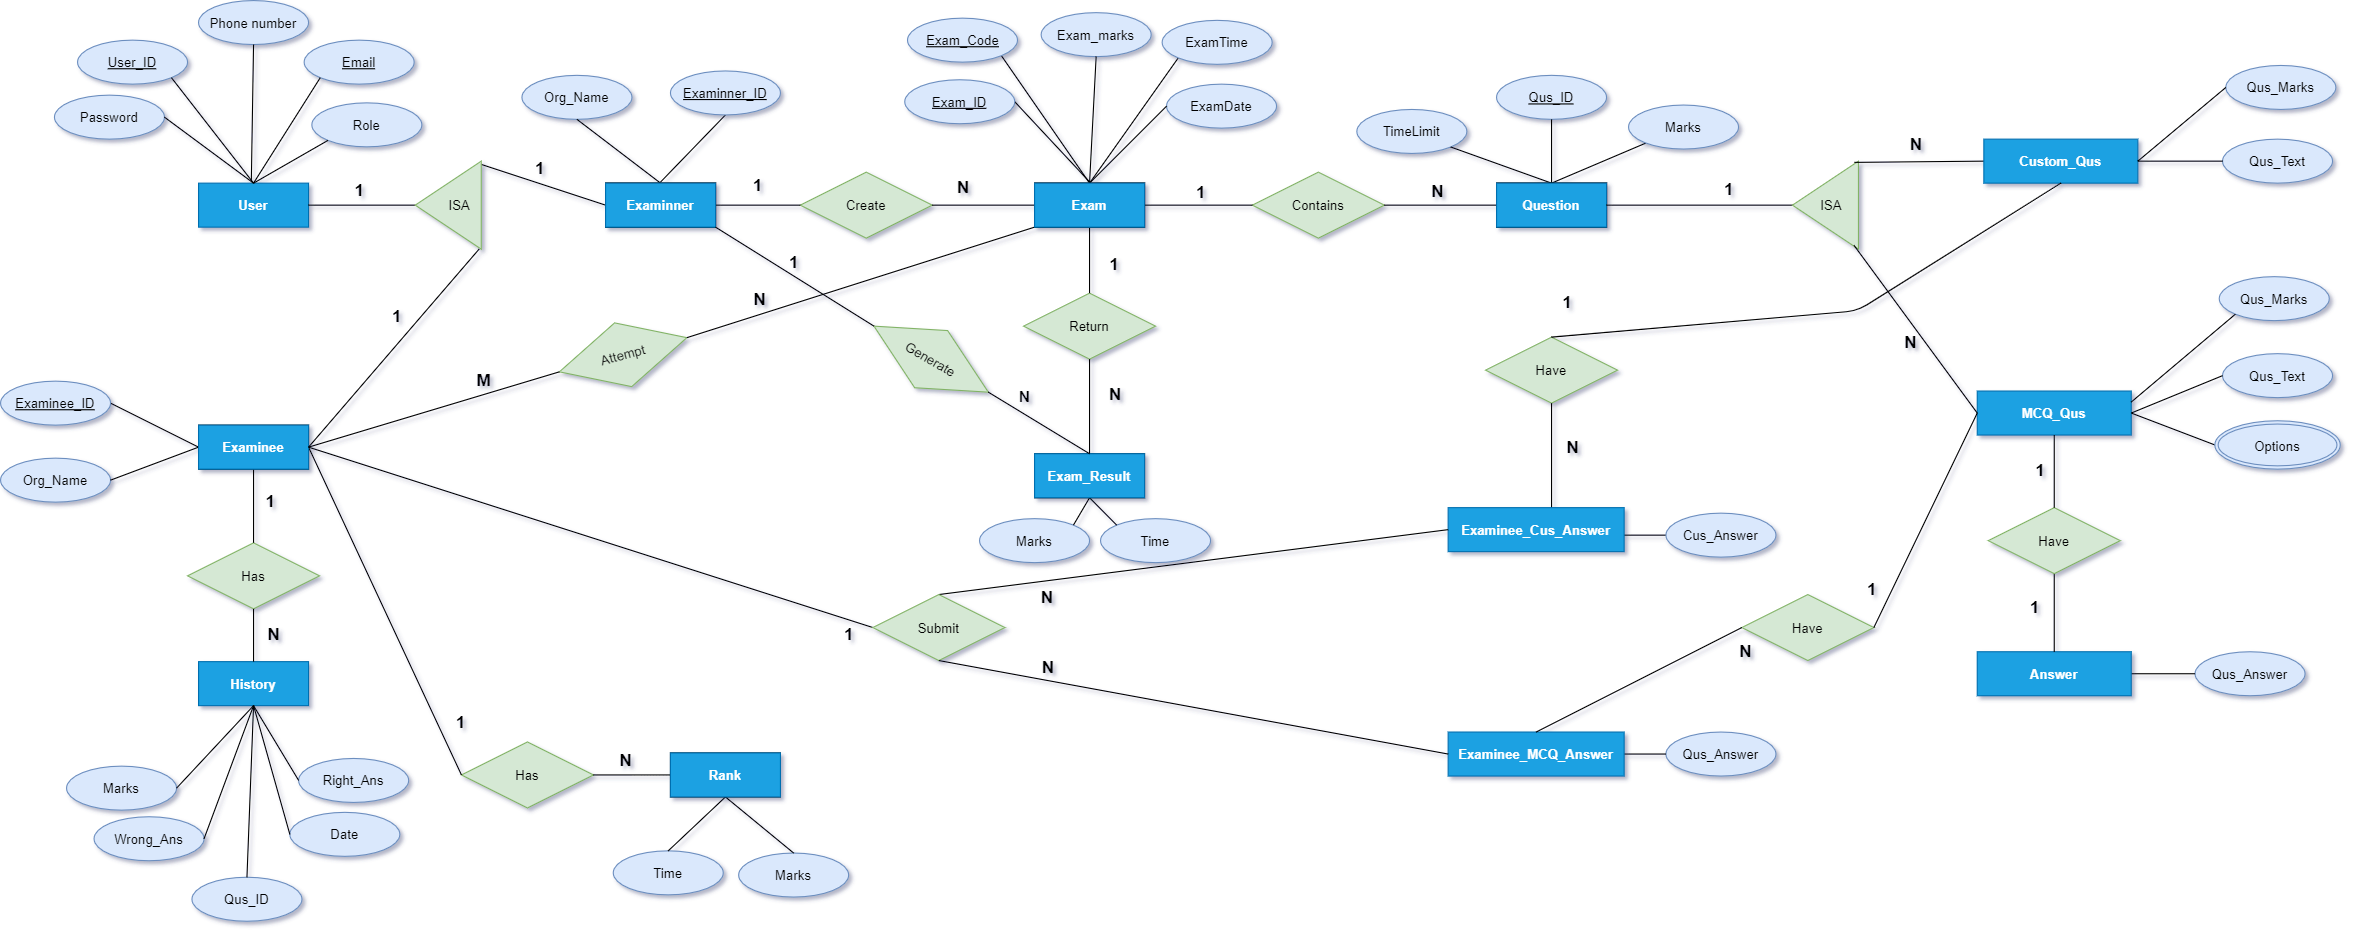 Phone number
User_ID
Email
Password
Role
User
1
ISA
1
1
Org_Name
Examinner_ID
Examinner
1
Create
N
Exam_Code
Exam_marks
ExamTime
Exam_ID
ExamDate
Exam
1
Contains
N
TimeLimit
Qus_ID
Marks
Question
1
ISA
N
N
Custom_Qus
Qus_Marks
Qus_Text
1
Generate
N
N
Attempt
M
1
Return
N
Exam_Result
Marks
Time
1
Have
N
Examinee_Cus_Answer
Cus_Answer
MCQ_Qus
Qus_Marks
Qus_Text
Options
1
Have
1
Answer
Qus_Answer
1
Have
N
Examinee_MCQ_Answer
Qus_Answer
Examinee_ID
Org_Name
Examinee
1
Has
N
History
Marks
Wrong_Ans
Qus_ID
Date
Right_Ans
1
Submit
N
N
1
Has
N
Rank
Time
Marks